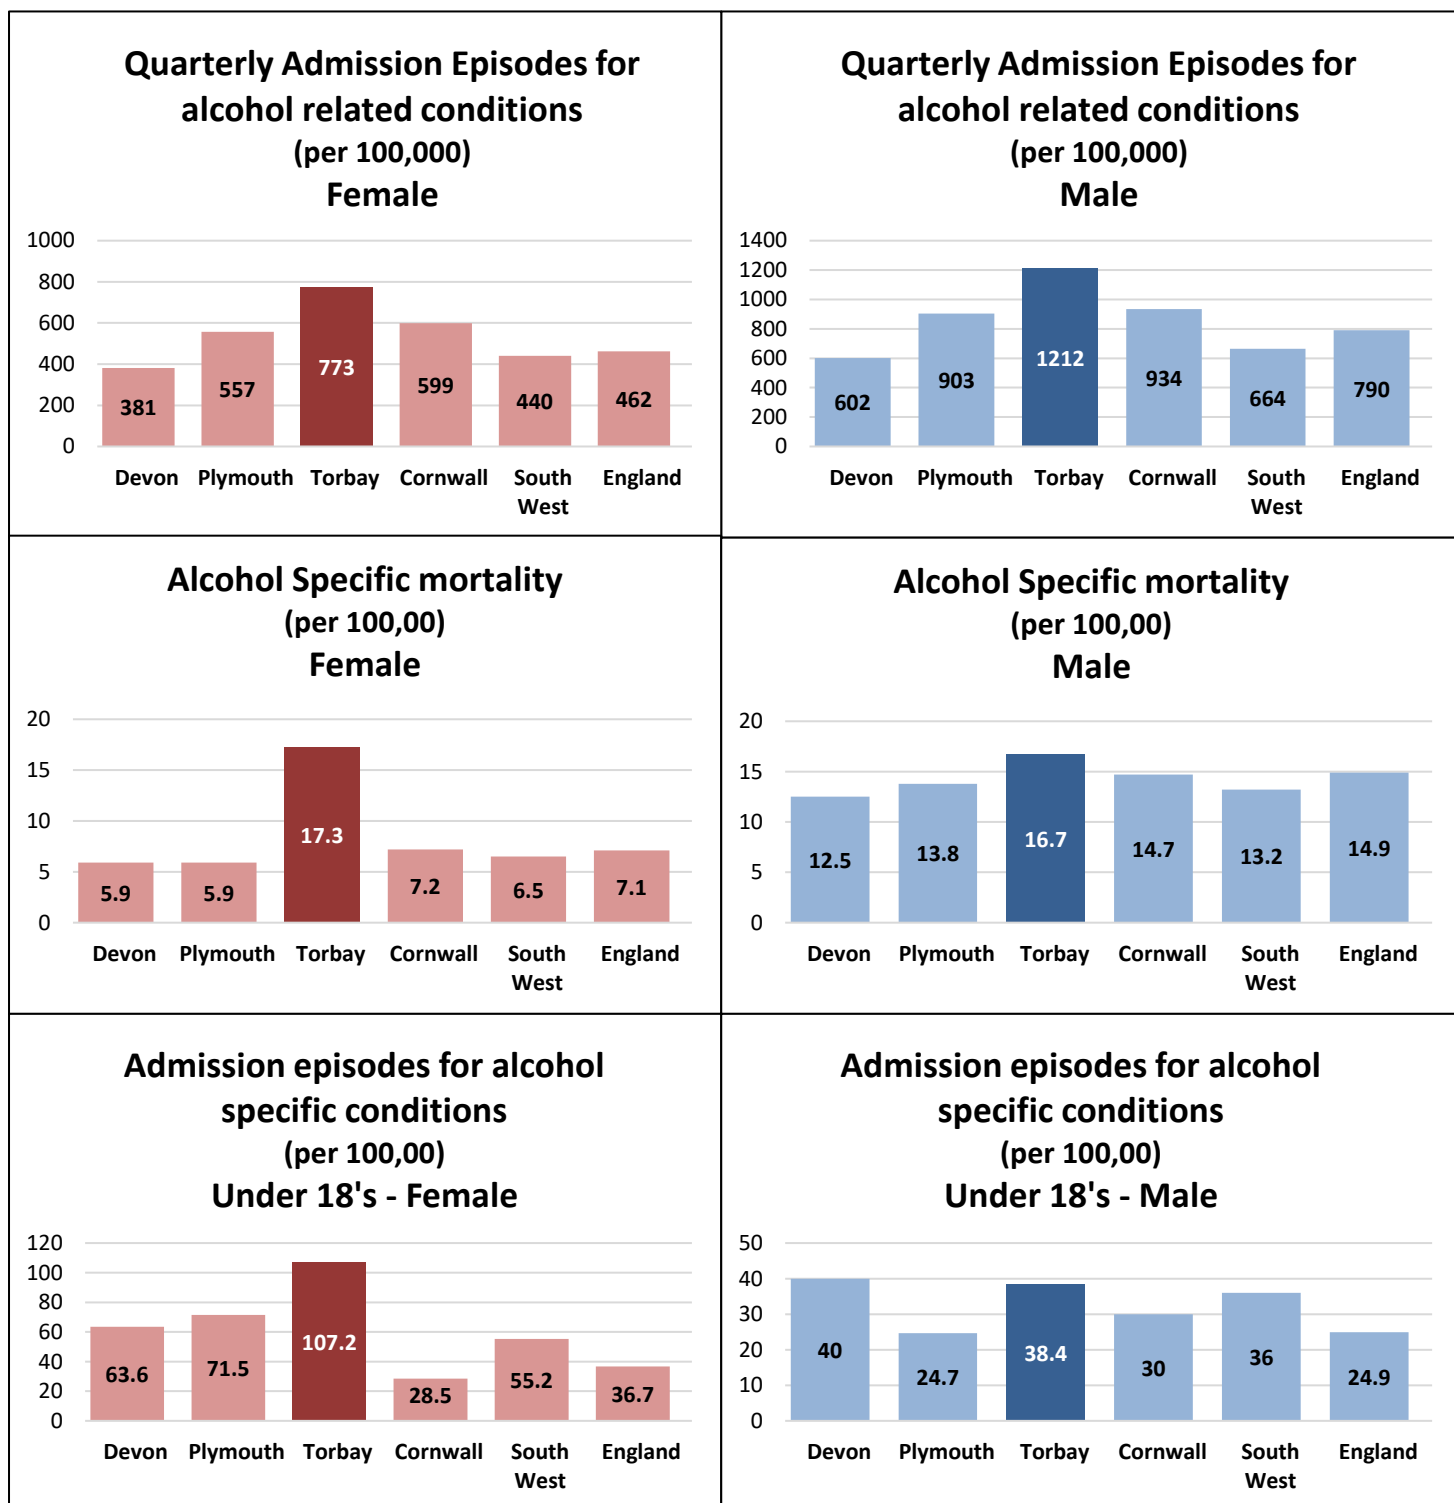 Quarterly Admission Episodes for
alcohol related conditions
(per 100,000)
Female
1000
800
600
400
200
0
381
557
773
599
440
462
Devon Plymouth Torbay Cornwall South West England
Quarterly Admission Episodes for
alcohol related conditions
(per 100,000)
Male
1400
1200
1000
800
600
400
200
0
602
903
1212
934
664
790
Devon Plymouth Torbay Cornwall South West England
Alcohol Specific mortality
(per 100,00)
Female
20
15
10
5
0
5.9
5.9
17.3
7.2
6.5
7.1
Devon Plymouth Torbay Cornwall South West England
Alcohol Specific mortality
(per 100,00)
Male
20
15
10
5
0
12.5
13.8
16.7
14.7
13.2
14.9
Devon Plymouth Torbay Cornwall South West England
Admission episodes for alcohol
specific conditions
(per 100,00)
Under 18's - Female
120
100
80
60
40
20
0
63.6
71.5
107.2
28.5
55.2
36.7
Devon Plymouth Torbay Cornwall South West England
Admission episodes for alcohol
specific conditions
(per 100,00)
Under 18's - Male
50
40
30
20
10
0
40
24.7
38.4
30
36
24.9
Devon Plymouth Torbay Cornwall South West England